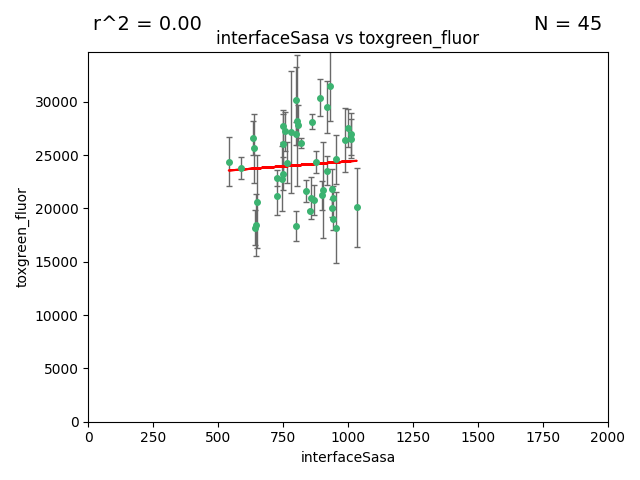 r^2 = 0.00
N = 45
interfaceSasa vs toxgreen_fluor
toxgreen_fluor
30000
25000
20000
15000
10000
5000
0
0 250 500 750 1000 1250 1500 1750 2000
interfaceSasa